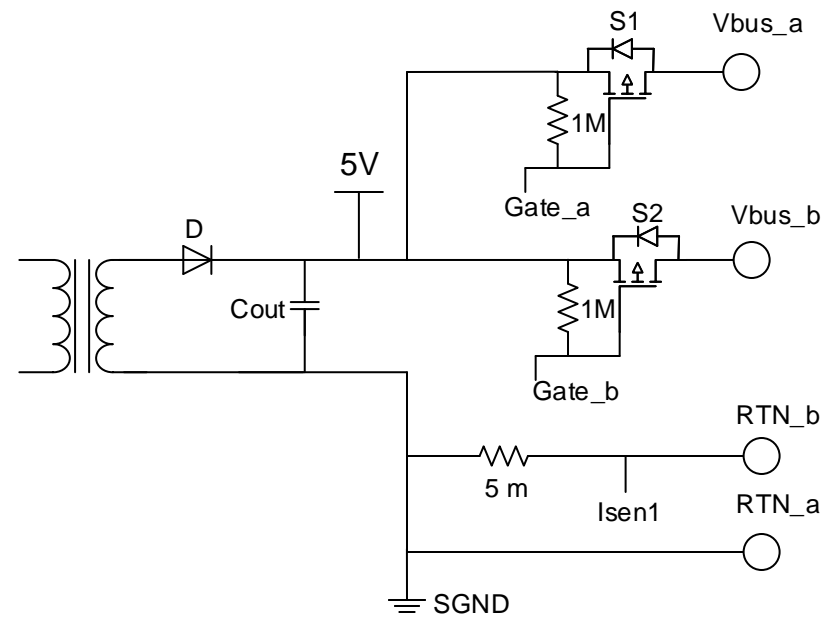 S1
Vbus_a
1M
5V
Gate_a
S2
Vbus_b
D
Cout
1M
Gate_b
RTN_b
5 m
Isen1
RTN_a
SGND